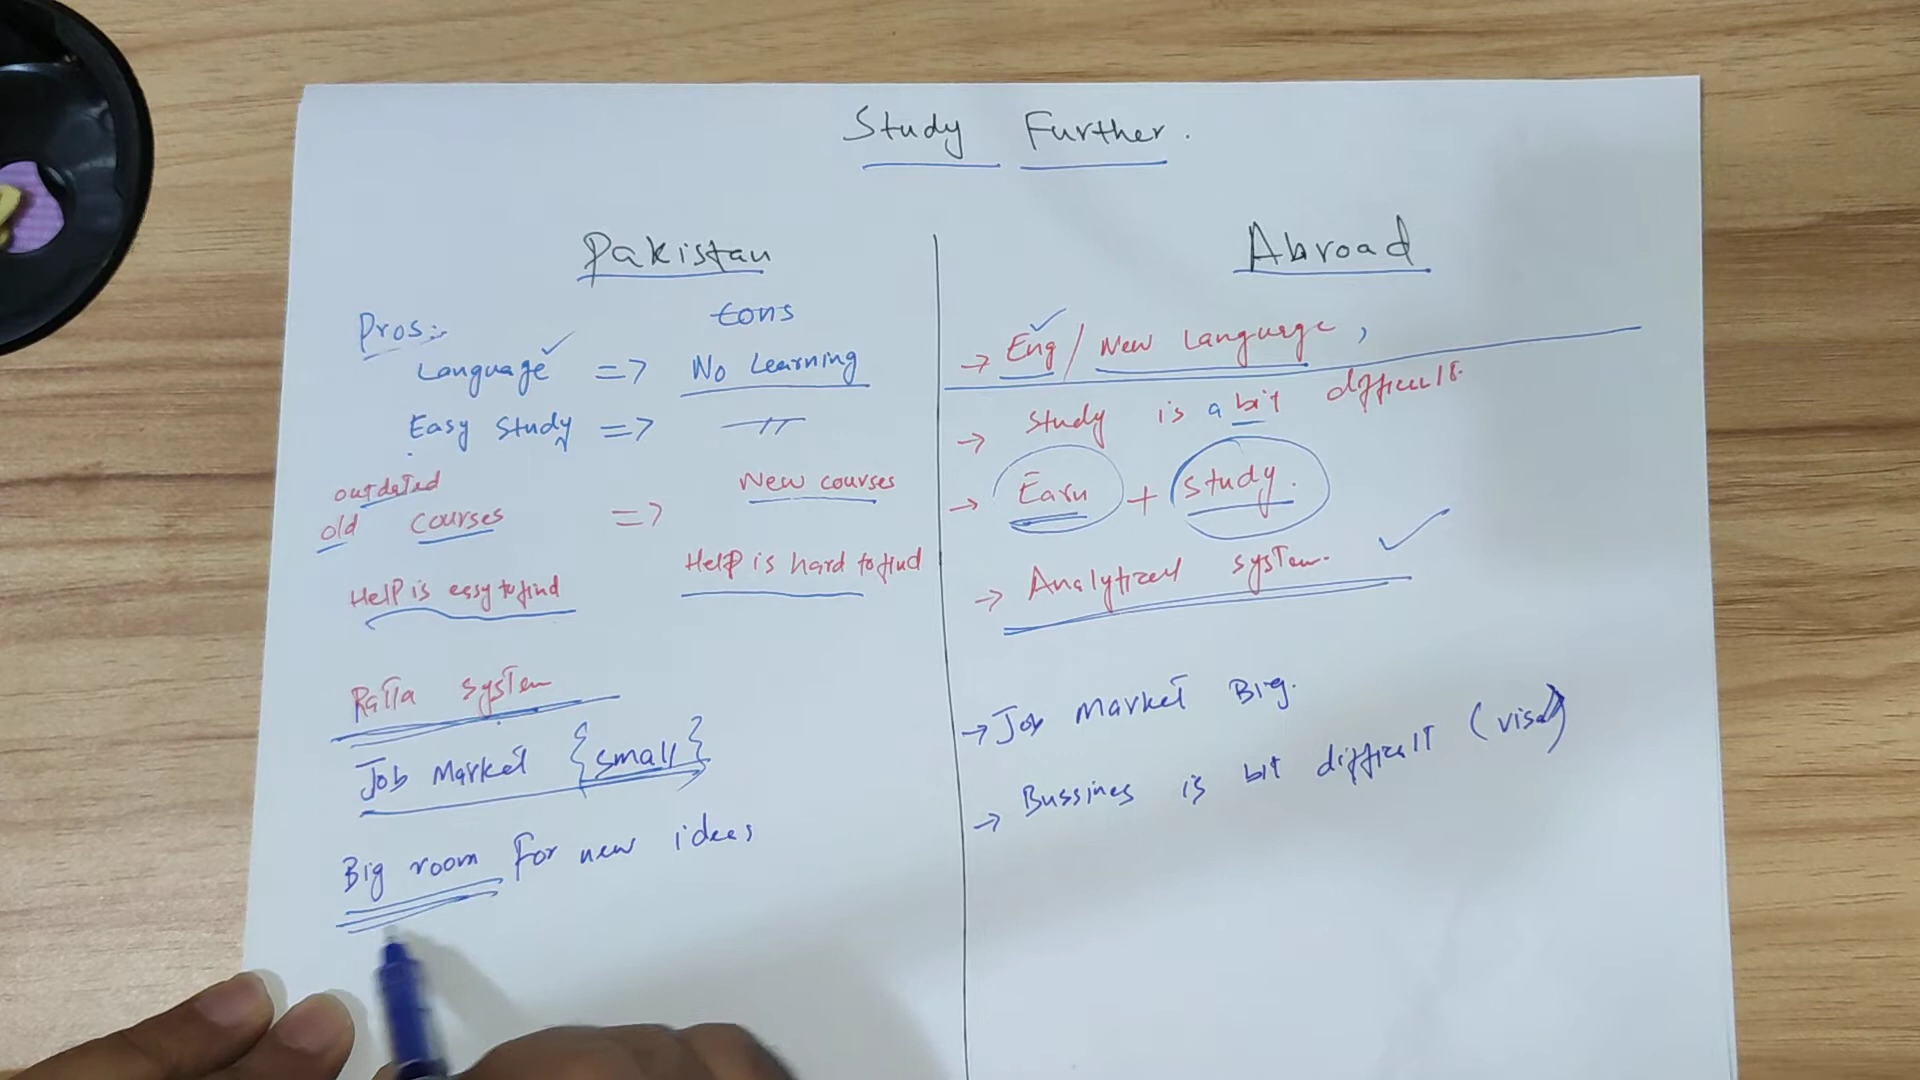 Study Further.
Pakistan
Pros:-
cons
Language => No Learning
Easy Study =>
outdated
old courses => New courses
Help is easy to find
Help is hard to find
Ratta system
Job Market {small}
Big room for new ideas
Abroad
→ Eng / New Language,
→ Study is a bit difficult.
→ Earn + Study.
→ Analytical system.
→ Job Market Big.
→ Bussines is bit difficult (visa)